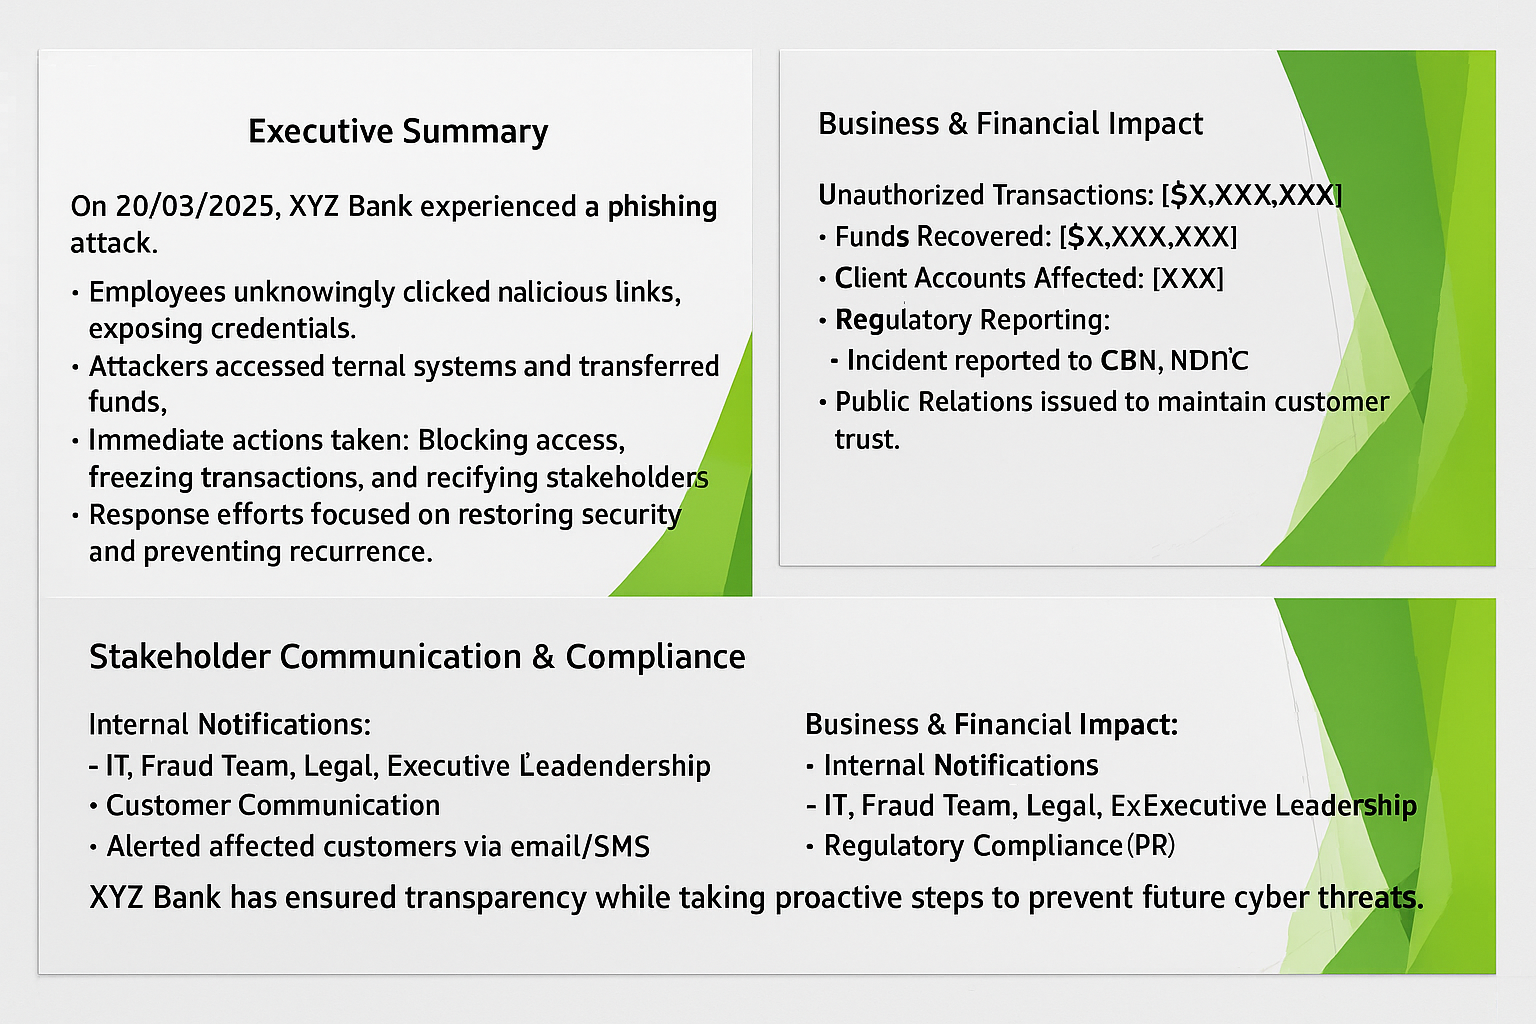 Executive Summary
On 20/03/2025, XYZ Bank experienced a phishing
attack.
• Employees unknowingly clicked nalicious links,
exposing credentials.
• Attackers accessed ternal systems and transferred
funds,
• Immediate actions taken: Blocking access,
freezing transactions, and recifying stakeholders
• Response efforts focused on restoring security
and preventing recurrence.
Business & Financial Impact
Unauthorized Transactions: [$X,XXX,XXX]
• Funds Recovered: [$X,XXX,XXX]
• Client Accounts Affected: [XXX]
• Regulatory Reporting:
- Incident reported to CBN,
• Public Relations issued to maintain customer
trust.
Stakeholder Communication & Compliance
Internal Notifications:
- IT, Fraud Team, Legal, Executive Leadendership
• Customer Communication
• Alerted affected customers via email/SMS
Business & Financial Impact:
• Internal Notifications
- IT, Fraud Team, Legal, ExExecutive Leadership
• Regulatory Compliance (PR)
XYZ Bank has ensured transparency while taking proactive steps to prevent future cyber threats.